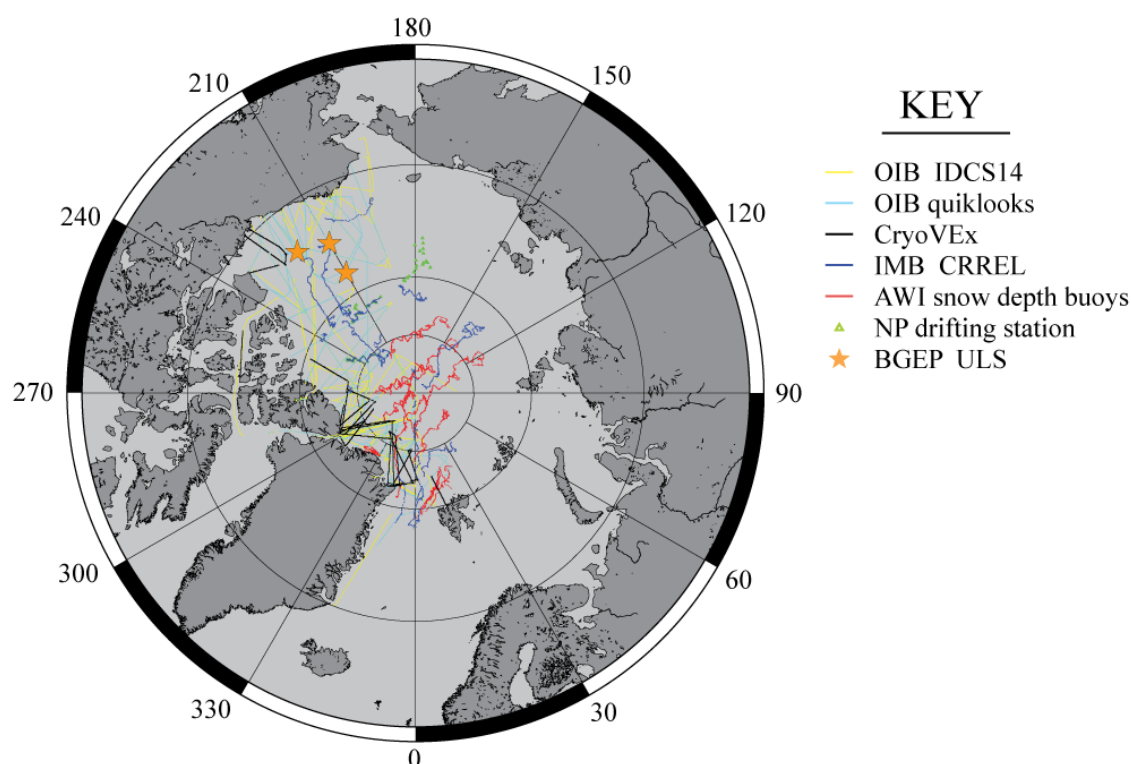 180
210
150
KEY
OIB IDCS14
240
120
OIB quiklooks
CryoVEx
IMB CRREL
AWI snow depth buoys
NP drifting station
BGEP ULS
270
90
300
60
330
30
0